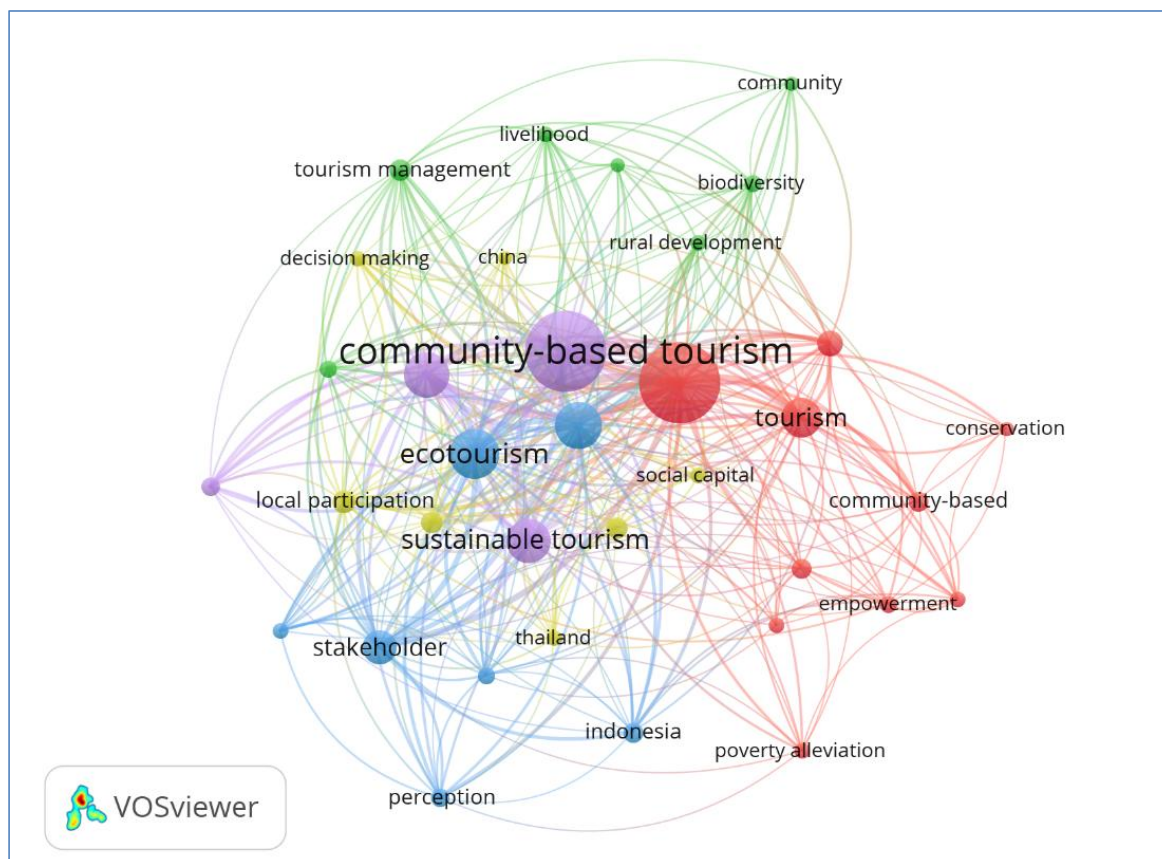 community
livelihood
tourism management
biodiversity
rural development
decision making
china
community-based tourism
tourism
conservation
ecotourism
social capital
local participation
community-based
sustainable tourism
empowerment
thailand
stakeholder
indonesia
poverty alleviation
perception
VOSviewer